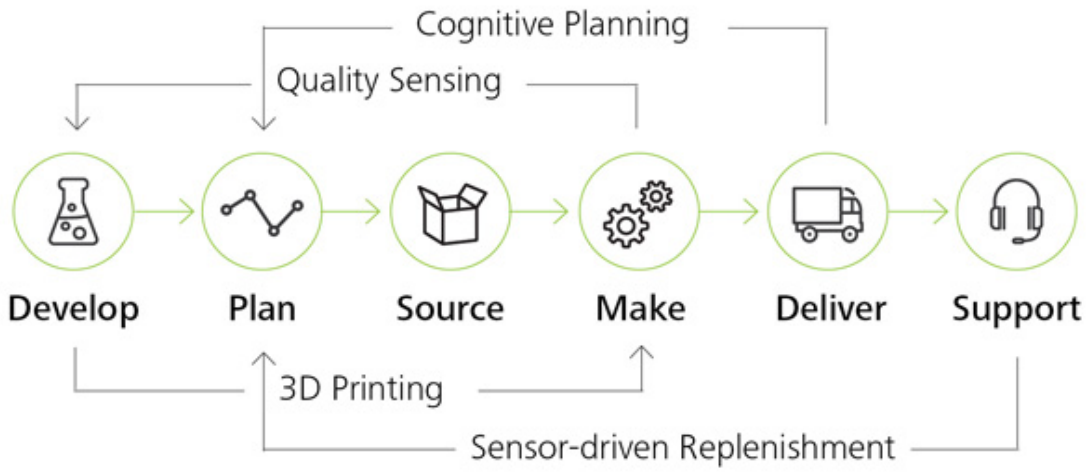 Cognitive Planning
Quality Sensing
Develop
Plan
Source
Make
Deliver
Support
3D Printing
Sensor-driven Replenishment